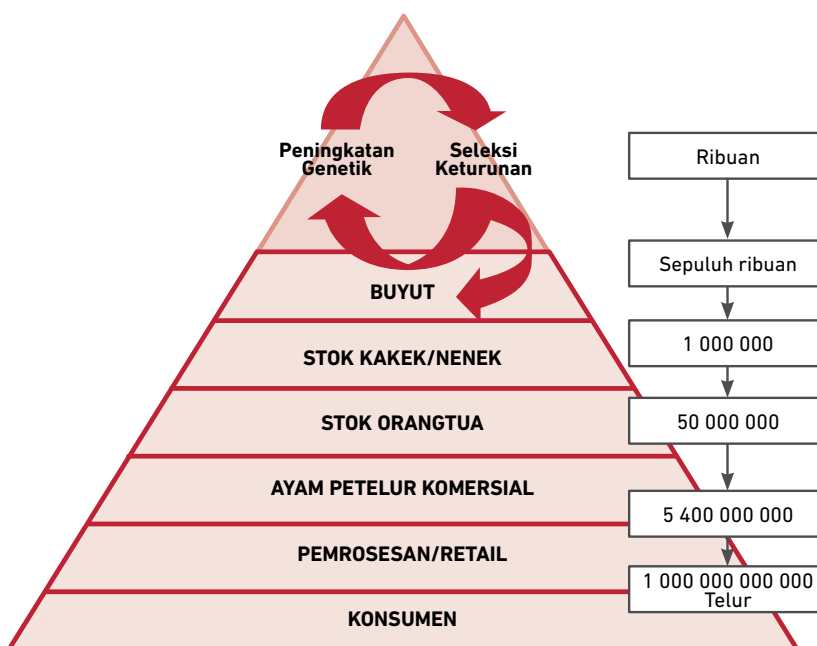 Peningkatan
Genetik
Seleksi
Keturunan
BUYUT
STOK KAKEK/NENEK
STOK ORANGTUA
AYAM PETELUR KOMERSIAL
PEMROSESAN/RETAIL
KONSUMEN
Ribuan
Sepuluh ribuan
1 000 000
50 000 000
5 400 000 000
1 000 000 000 000
Telur